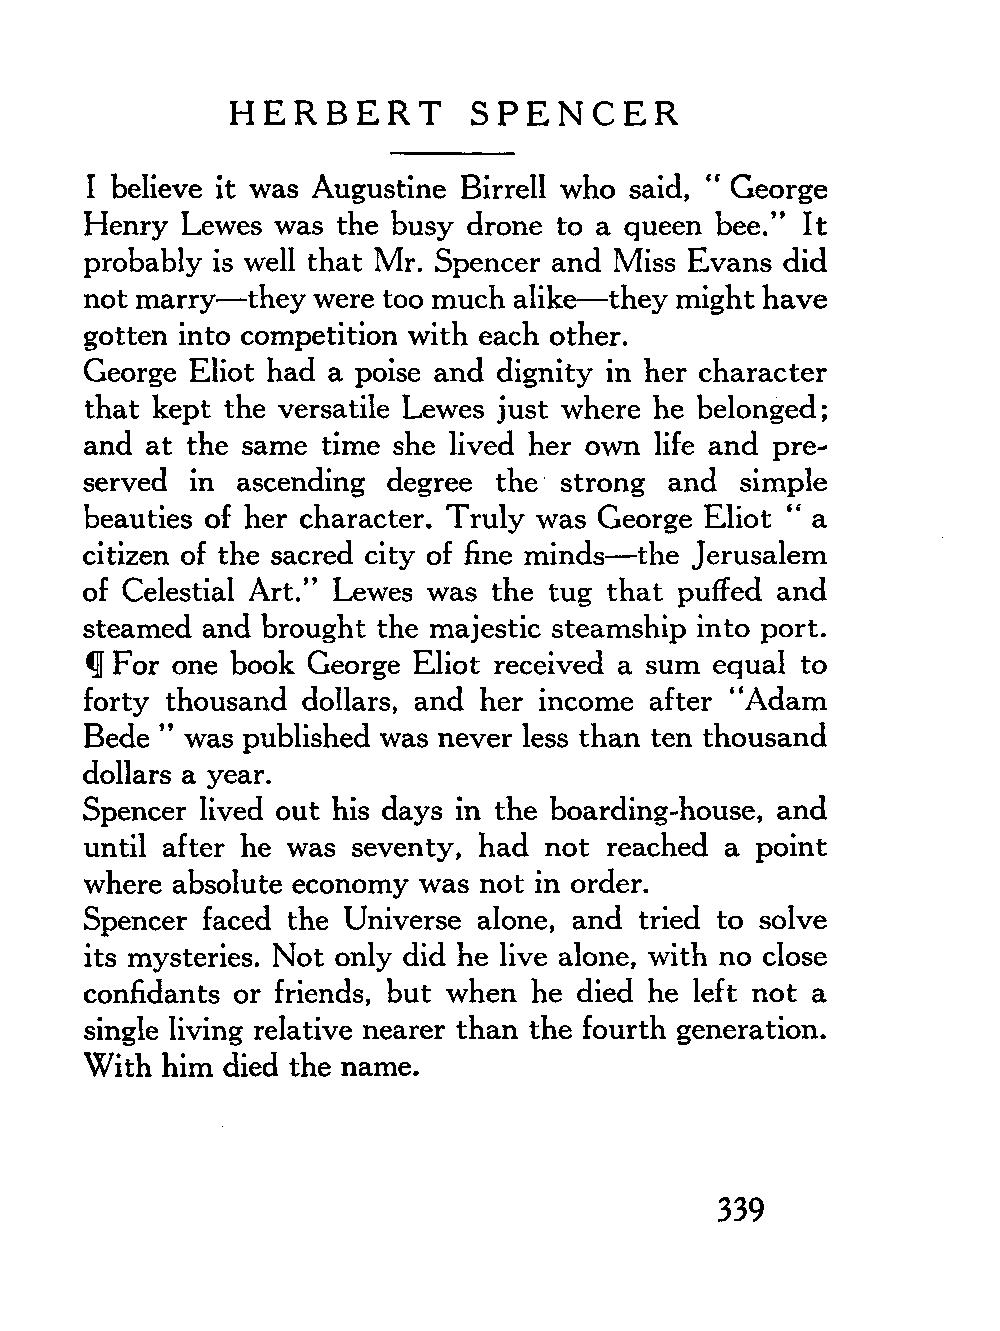 HERBERT SPENCER
I believe it was Augustine Birrell who said, “ George
Henry Lewes was the busy drone to a queen bee.” It
probably is well that Mr. Spencer and Miss Evans did
not marry—they were too much alike—they might have
gotten into competition with each other.
George Eliot had a poise and dignity in her character
that kept the versatile Lewes just where he belonged;
and at the same time she lived her own life and pre-
served in ascending degree the strong and simple
beauties of her character. Truly was George Eliot “ a
citizen of the sacred city of fine minds—the Jerusalem
of Celestial Art.” Lewes was the tug that puffed and
steamed and brought the majestic steamship into port.
¶ For one book George Eliot received a sum equal to
forty thousand dollars, and her income after “Adam
Bede ” was published was never less than ten thousand
dollars a year.
Spencer lived out his days in the boarding-house, and
until after he was seventy, had not reached a point
where absolute economy was not in order.
Spencer faced the Universe alone, and tried to solve
its mysteries. Not only did he live alone, with no close
confidants or friends, but when he died he left not a
single living relative nearer than the fourth generation.
With him died the name.
339